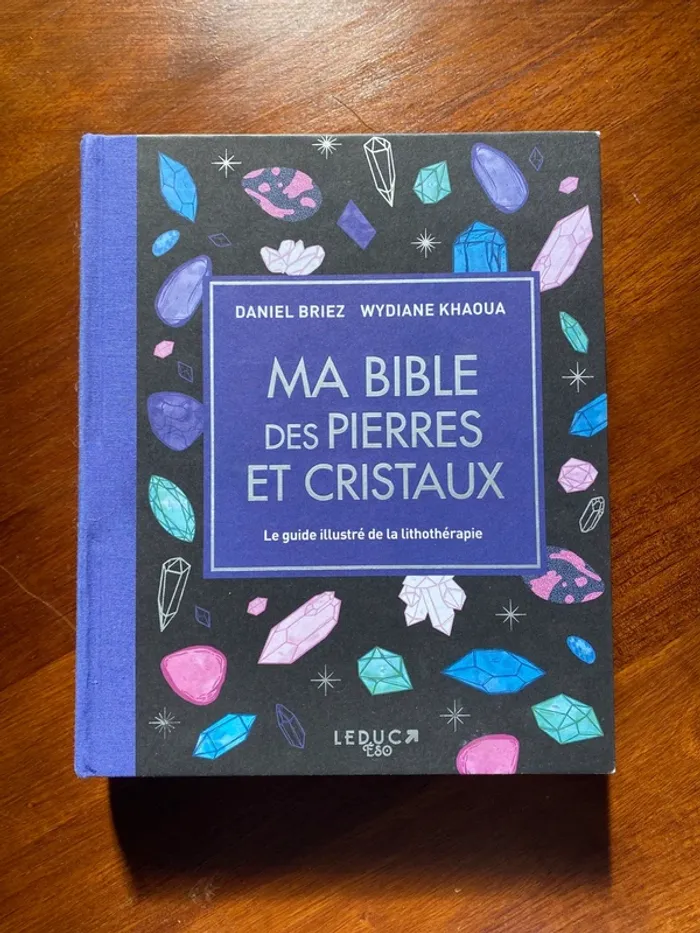 DANIEL BRIEZ WYDIANE KHAOUA
MA BIBLE
DES PIERRES
ET CRISTAUX
Le guide illustré de la lithothérapie
LEDUC
ÉSO